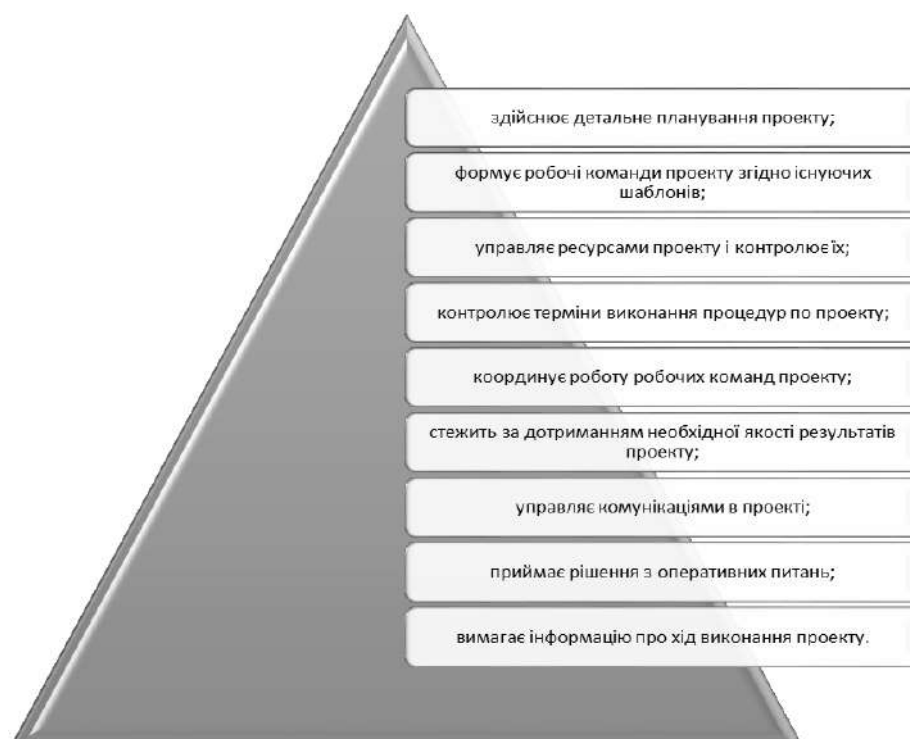 здійснює детальне планування проекту;
формує робочі команди проекту згідно існуючих
шаблонів;
управляє ресурсами проекту і контролює їх;
контролює терміни виконання процедур по проекту;
координує роботу робочих команд проекту;
стежить за дотриманням необхідної якості результатів
проекту;
управляє комунікаціями в проекті;
приймає рішення з оперативних питань;
вимагає інформацію про хід виконання проекту.